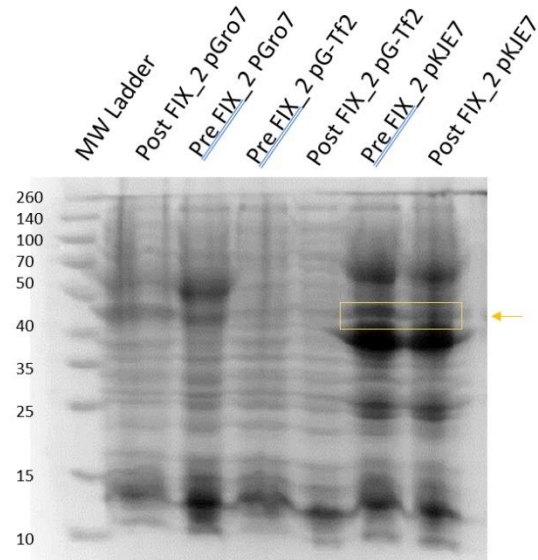 MW Ladder
Post FIX_2 pGro7
Pre FIX_2 PGro7
Pre FIX_2 pG-Tf2
Post FIX_2 pG-Tf2
Pre FIX_2 pKJE7
Post FIX_2 pKJE7
260
140
100
70
50
40
35
25
15
10